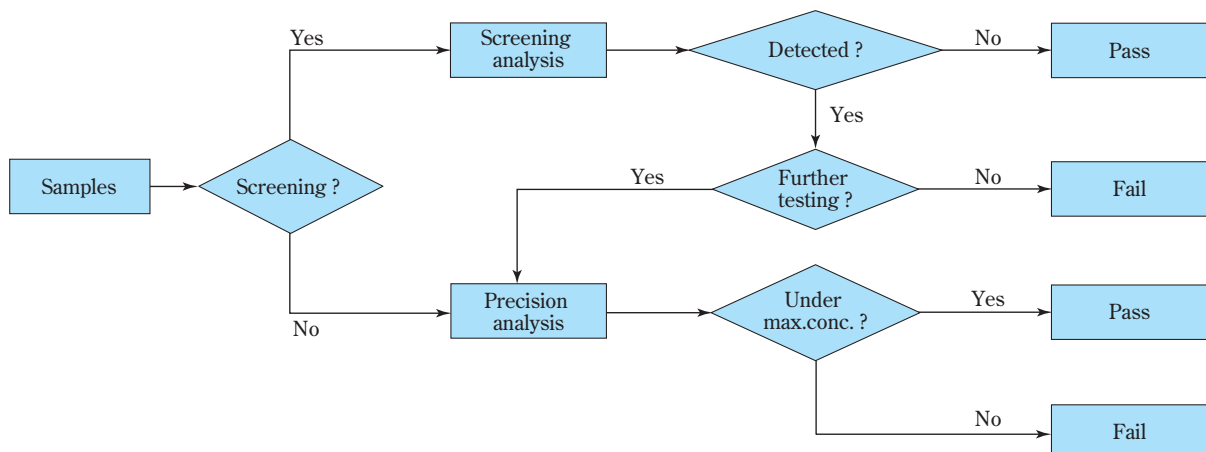 Yes
Screening
analysis
Detected ?
No
Pass
Yes
Samples
Screening ?
Yes
Further
testing ?
No
Fail
No
Precision
analysis
Under
max.conc. ?
Yes
Pass
No
Fail